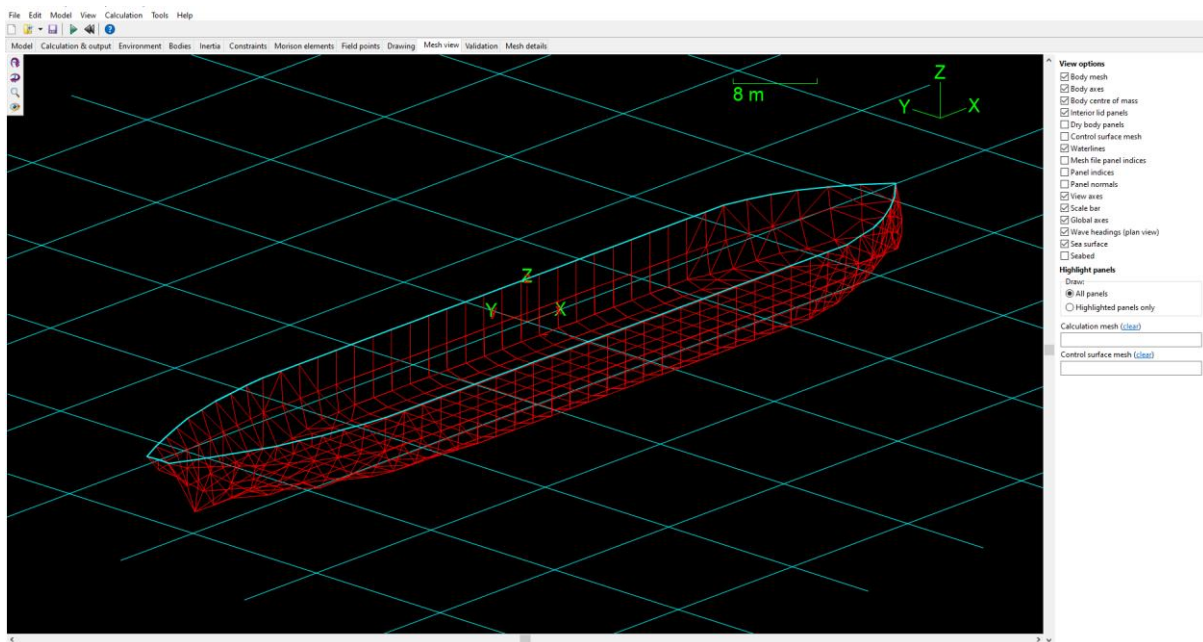 File Edit Model View Calculation Tools Help
Model Calculation & output Environment Bodies Inertia Constraints Morison elements Field points Drawing Mesh view Validation Mesh details
8 m
Z
Y
X
Z
Y
X
View options
Body mesh
Body axes
Body centre of mass
Interior lid panels
Dry body panels
Control surface mesh
Waterlines
Mesh file panel indices
Panel indices
Panel normals
View axes
Scale bar
Global axes
Wave headings (plan view)
Sea surface
Seabed
Highlight panels
Draw:
All panels
Highlighted panels only
Calculation mesh (clear)
Control surface mesh (clear)